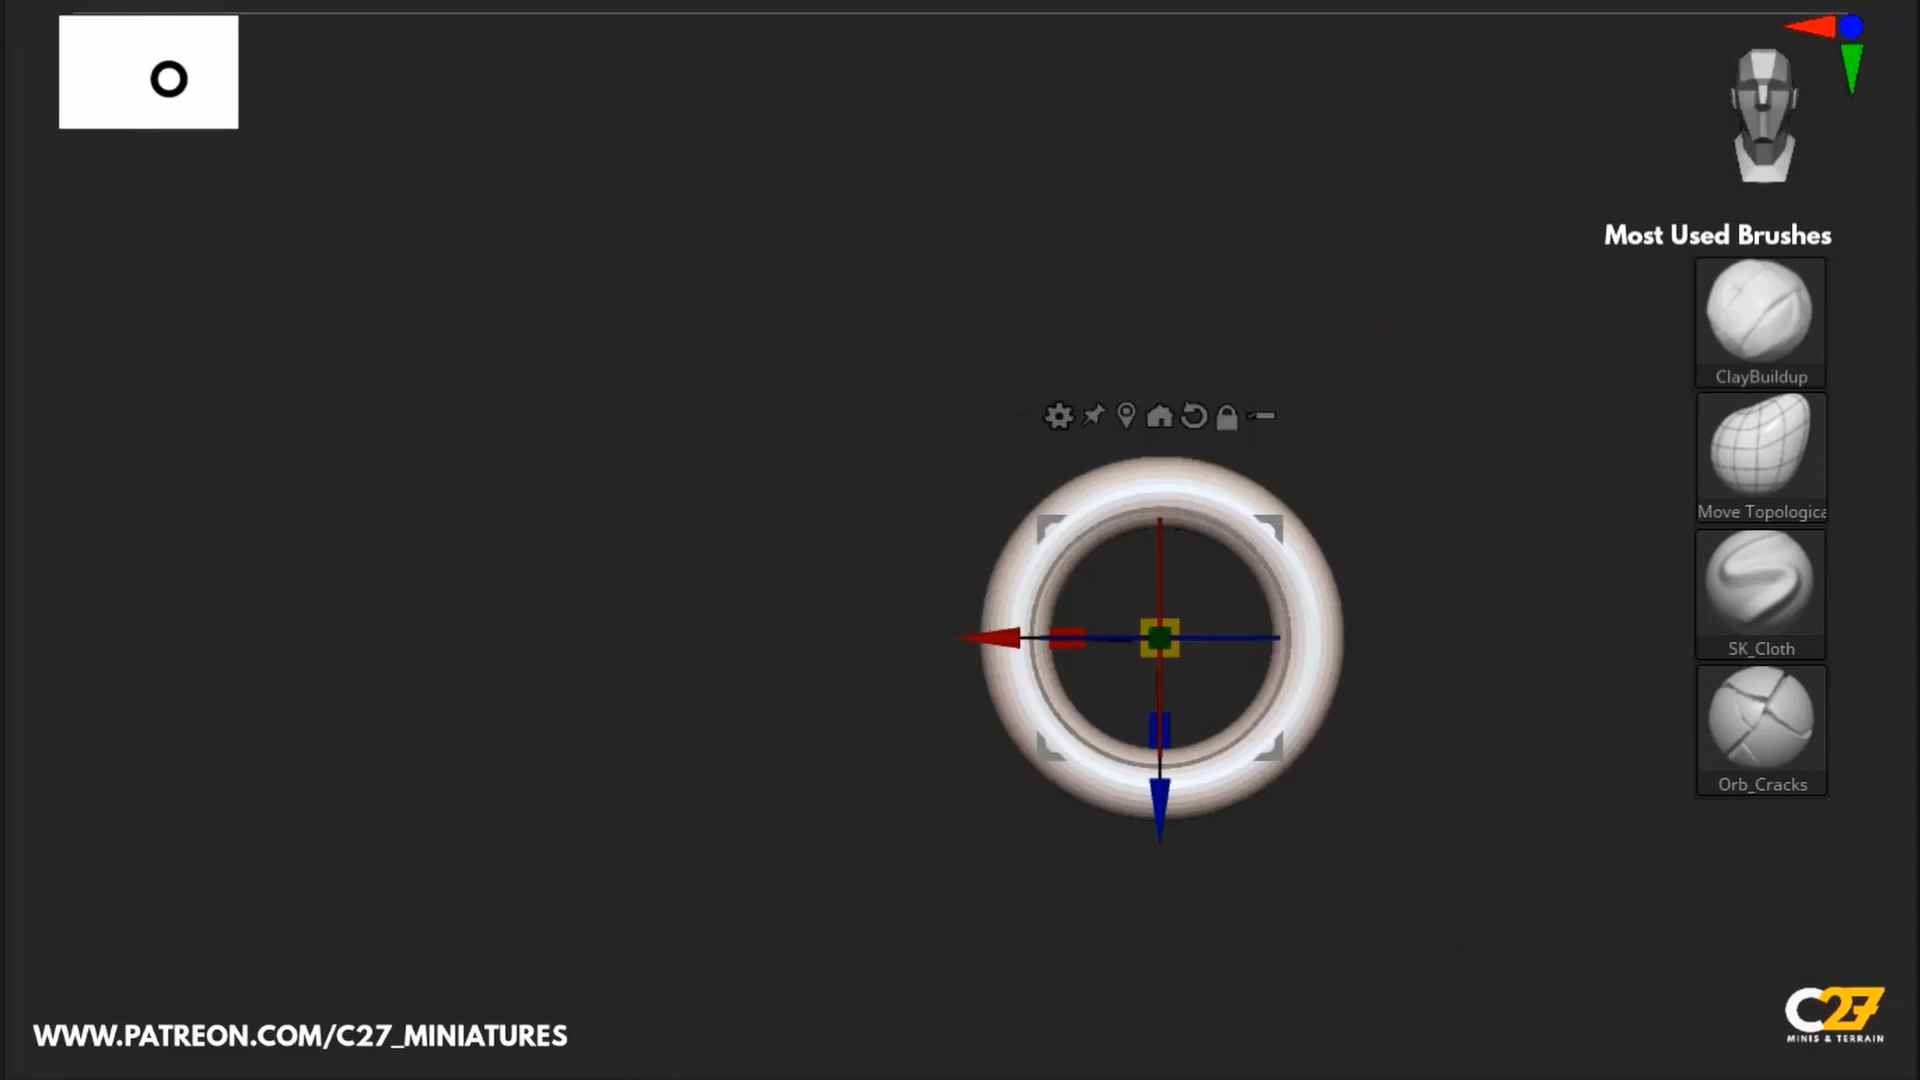 Most Used Brushes
ClayBuildup
Move Topologica
SK_Cloth
Orb_Cracks
WWW.PATREON.COM/C27_MINIATURES
C27
MINIS & TERRAIN